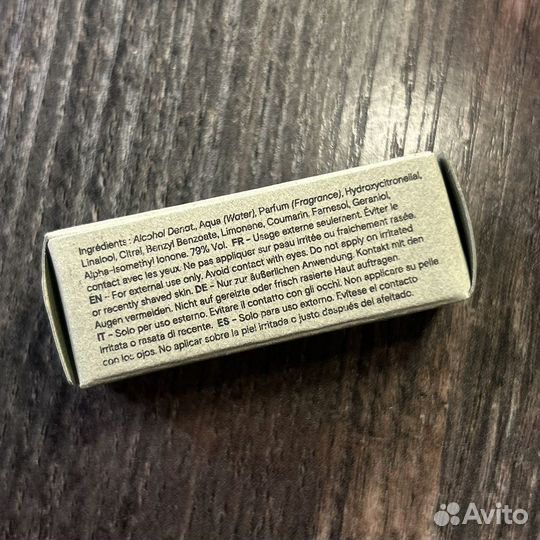 Ingrédients : Alcohol Denat., Aqua (Water), Parfum (Fragrance), Hydroxycitronellal,
Linalool, Citral, Benzyl Benzoate, Limonene, Coumarin, Farnesol, Geraniol,
Alpha-Isomethyl Ionone. 79% Vol. FR – Usage externe seulement. Éviter le
contact avec les yeux. Ne pas appliquer sur peau irritée ou fraichement rasée.
EN – For external use only. Avoid contact with eyes. Do not apply on irritated
or recently shaved skin. DE – Nur zur äußerlichen Anwendung. Kontakt mit den
Augen vermeiden. Nicht auf gereizte oder frisch rasierte Haut auftragen
IT – Solo per uso esterno. Evitare il contatto con gli occhi. Non applicare su pelle
irritata o rasata di recente. ES – Solo para uso externo. Evítese el contacto
con los ojos. No aplicar sobre la piel irritada o justo después del afeitado.
Avito